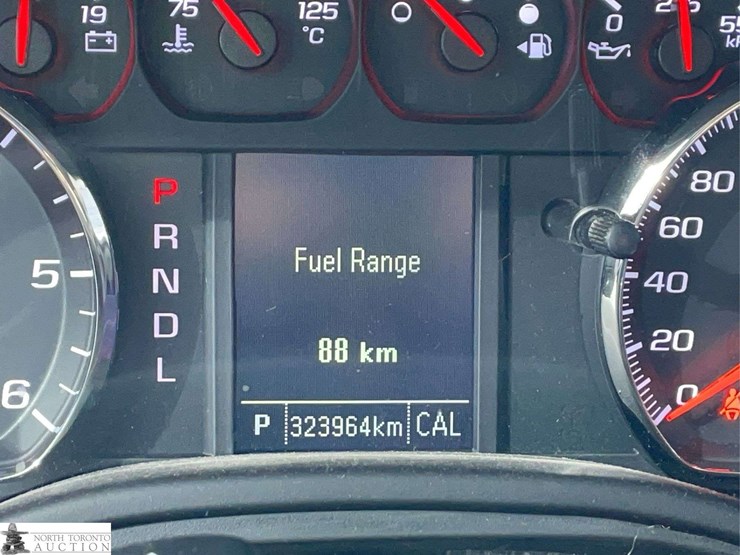 19
75 125
°C
0
55
5
6
P
R
N
D
L
Fuel Range
88 km
P 323964km CAL
80
60
40
20
0
NORTH TORONTO
AUCTION